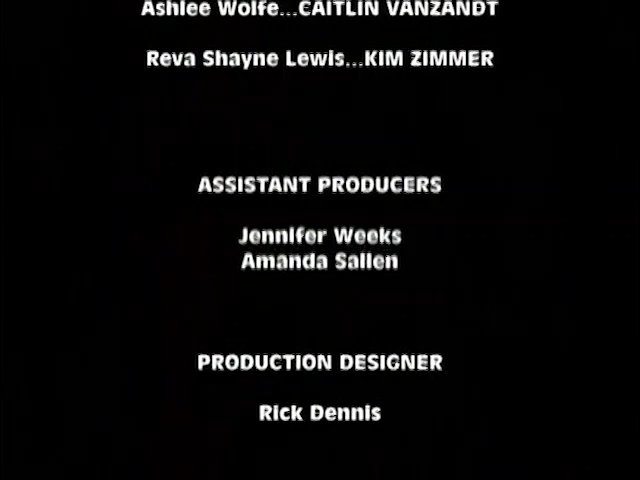 Ashlee Wolfe...CAITLIN VANZANDT
Reva Shayne Lewis...KIM ZIMMER
ASSISTANT PRODUCERS
Jennifer Weeks
Amanda Sallen
PRODUCTION DESIGNER
Rick Dennis